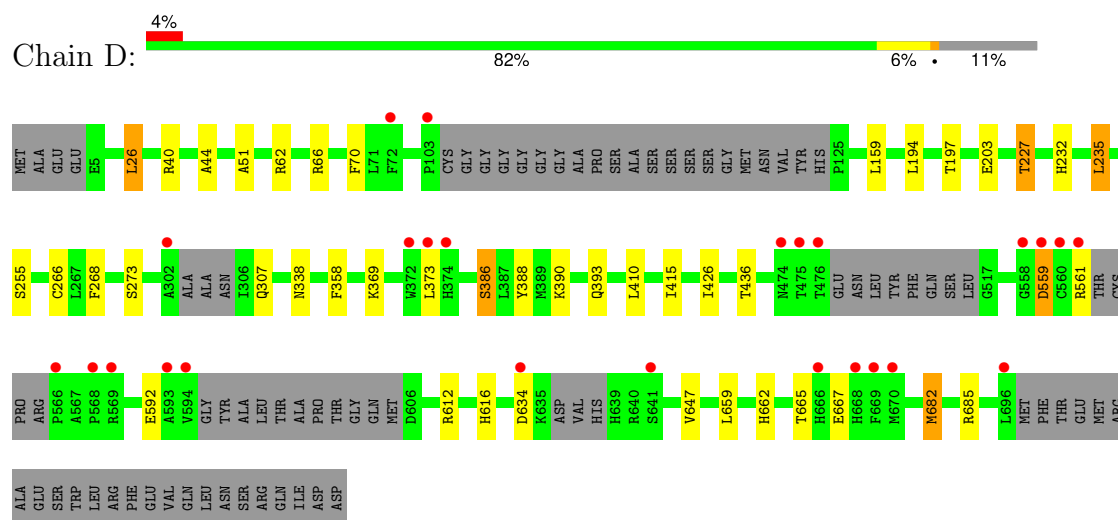 4%
Chain D:
82%
6%
•
11%
MET ALA GLU GLU E5 L26 R40 A44 A51 R62 R66 F70 L71 F72 P103 CYS GLY GLY GLY GLY GLY GLY ALA PRO SER ALA SER SER SER SER GLY MET ASN VAL TYR HIS P125 L159 L194 T197 E203 T227 H232 L235
S255 C266 L267 F268 S273 A302 ALA ALA ASN I306 Q307 N338 F358 K369 W372 L373 H374 S386 L387 Y388 M389 K390 Q393 L410 I415 I426 T436 N474 T475 T476 GLU ASN LEU TYR PHE GLN SER LEU G517 G558 D559 C560 R561 THR CYS
PRO ARG P566 A567 P568 R569 E592 A593 V594 GLY TYR ALA LEU THR ALA PRO THR GLY GLN MET D606 R612 H616 D634 K635 ASP VAL HIS H639 R640 S641 V647 L659 H662 T665 H666 E667 H668 F669 M670 M682 R685 L696 MET PHE THR GLU MET ARG
ALA GLU SER TRP LEU ARG PHE GLU VAL GLN LEU ASN SER ARG GLN ILE ASP ASP